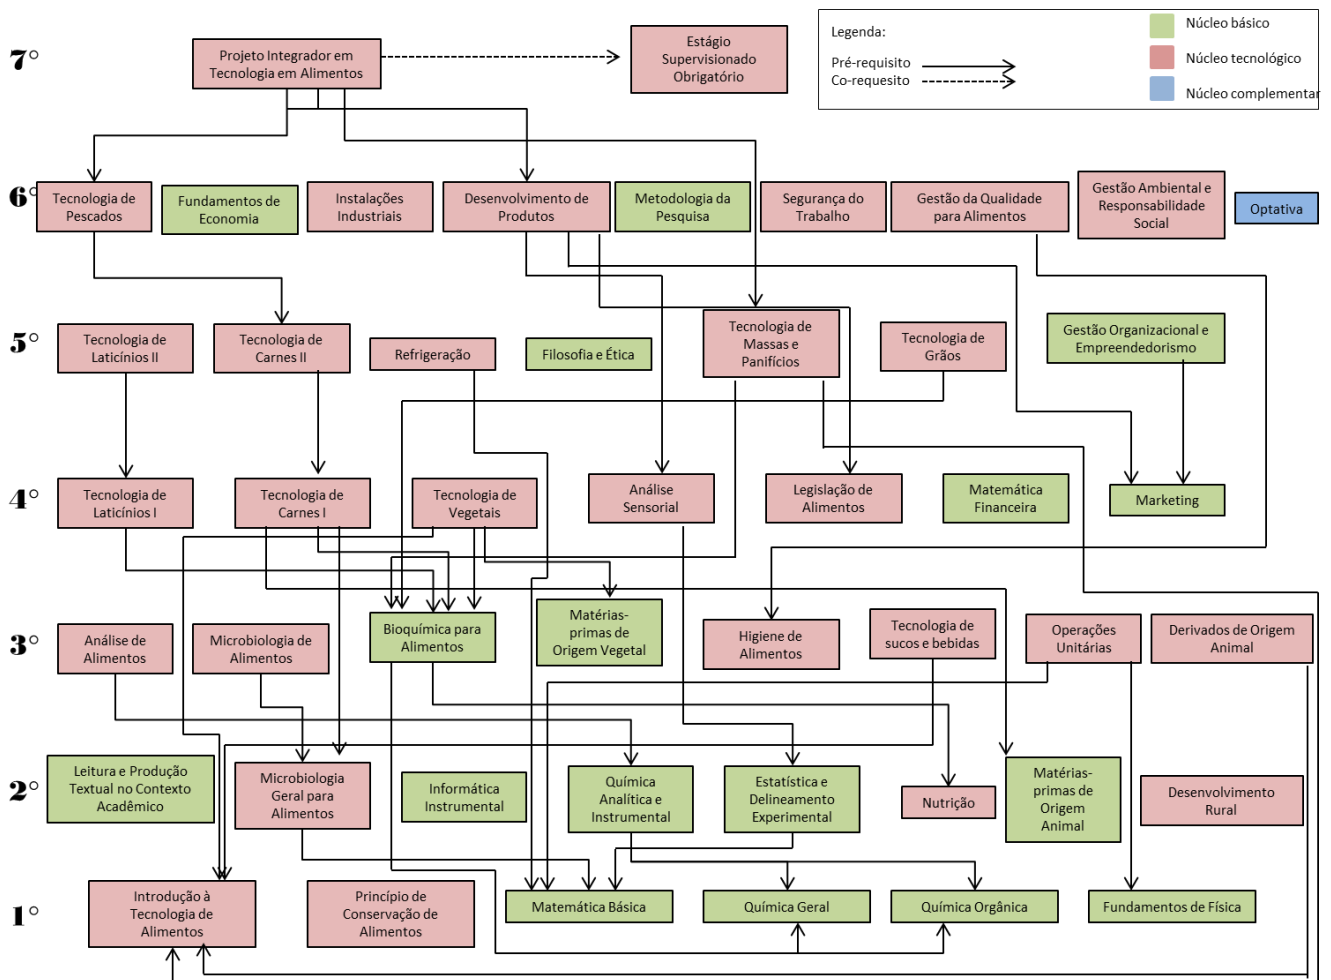 Legenda:
Pré-requisito
Co-requesito
Núcleo básico
Núcleo tecnológico
Núcleo complementar
7°
Projeto Integrador em
Tecnologia em Alimentos
Estágio
Supervisionado
Obrigatório
6°
Tecnologia de
Pescados
Fundamentos de
Economia
Instalações
Industriais
Desenvolvimento de
Produtos
Metodologia da
Pesquisa
Segurança do
Trabalho
Gestão da Qualidade
para Alimentos
Gestão Ambiental e
Responsabilidade
Social
Optativa
5°
Tecnologia de
Laticínios II
Tecnologia de
Carnes II
Refrigeração
Filosofia e Ética
Tecnologia de
Massas e
Panifícios
Tecnologia de
Grãos
Gestão Organizacional e
Empreendedorismo
4°
Tecnologia de
Laticínios I
Tecnologia de
Carnes I
Tecnologia de
Vegetais
Análise
Sensorial
Legislação de
Alimentos
Matemática
Financeira
Marketing
3°
Análise de
Alimentos
Microbiologia de
Alimentos
Bioquímica para
Alimentos
Matérias-
primas de
Origem Vegetal
Higiene de
Alimentos
Tecnologia de
sucos e bebidas
Operações
Unitárias
Derivados de Origem
Animal
2°
Leitura e Produção
Textual no Contexto
Acadêmico
Microbiologia
Geral para
Alimentos
Informática
Instrumental
Química
Analítica e
Instrumental
Estatística e
Delineamento
Experimental
Nutrição
Matérias-
primas de
Origem
Animal
Desenvolvimento
Rural
1°
Introdução à
Tecnologia de
Alimentos
Princípio de
Conservação de
Alimentos
Matemática Básica
Química Geral
Química Orgânica
Fundamentos de Física